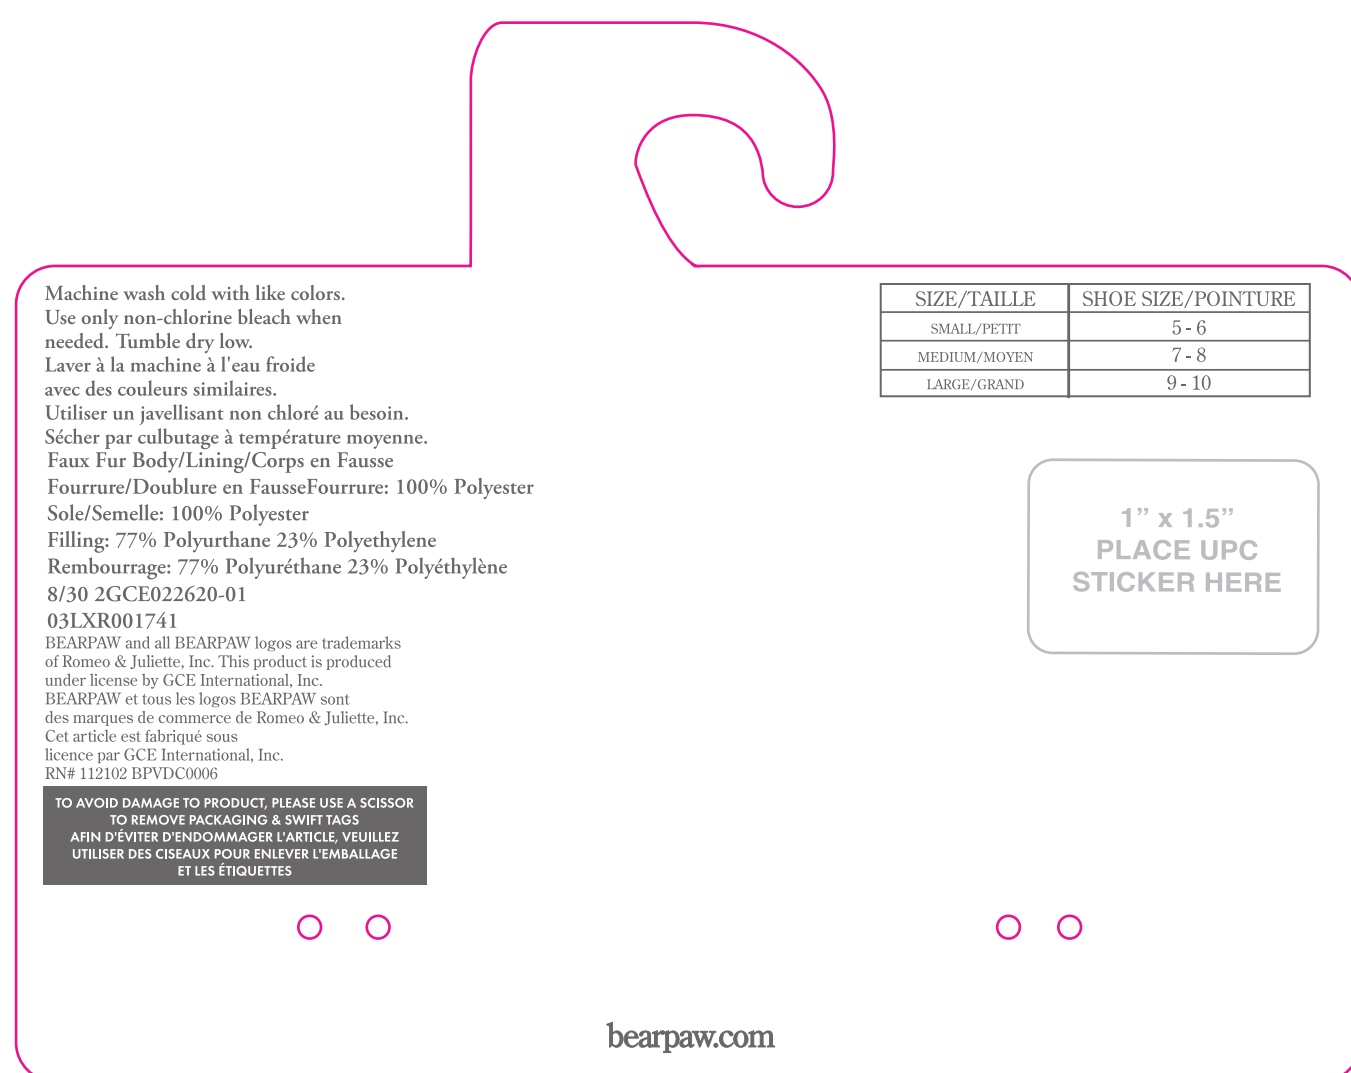 Machine wash cold with like colors.
Use only non-chlorine bleach when
needed. Tumble dry low.
Laver à la machine à l'eau froide
avec des couleurs similaires.
Utiliser un javellisant non chloré au besoin.
Sécher par culbutage à température moyenne.
Faux Fur Body/Lining/Corps en Fausse
Fourrure/Doublure en FausseFourrure: 100% Polyester
Sole/Semelle: 100% Polyester
Filling: 77% Polyurthane 23% Polyethylene
Rembourrage: 77% Polyuréthane 23% Polyéthylène
8/30 2GCE022620-01
03LXR001741
BEARPAW and all BEARPAW logos are trademarks
of Romeo & Juliette, Inc. This product is produced
under license by GCE International, Inc.
BEARPAW et tous les logos BEARPAW sont
des marques de commerce de Romeo & Juliette, Inc.
Cet article est fabriqué sous
licence par GCE International, Inc.
RN# 112102 BPVDC0006
TO AVOID DAMAGE TO PRODUCT, PLEASE USE A SCISSOR
TO REMOVE PACKAGING & SWIFT TAGS
AFIN D'ÉVITER D'ENDOMMAGER L'ARTICLE, VEUILLEZ
UTILISER DES CISEAUX POUR ENLEVER L'EMBALLAGE
ET LES ÉTIQUETTES
SIZE/TAILLE SHOE SIZE/POINTURE
SMALL/PETIT 5 - 6
MEDIUM/MOYEN 7 - 8
LARGE/GRAND 9 - 10
1” x 1.5”
PLACE UPC
STICKER HERE
bearpaw.com